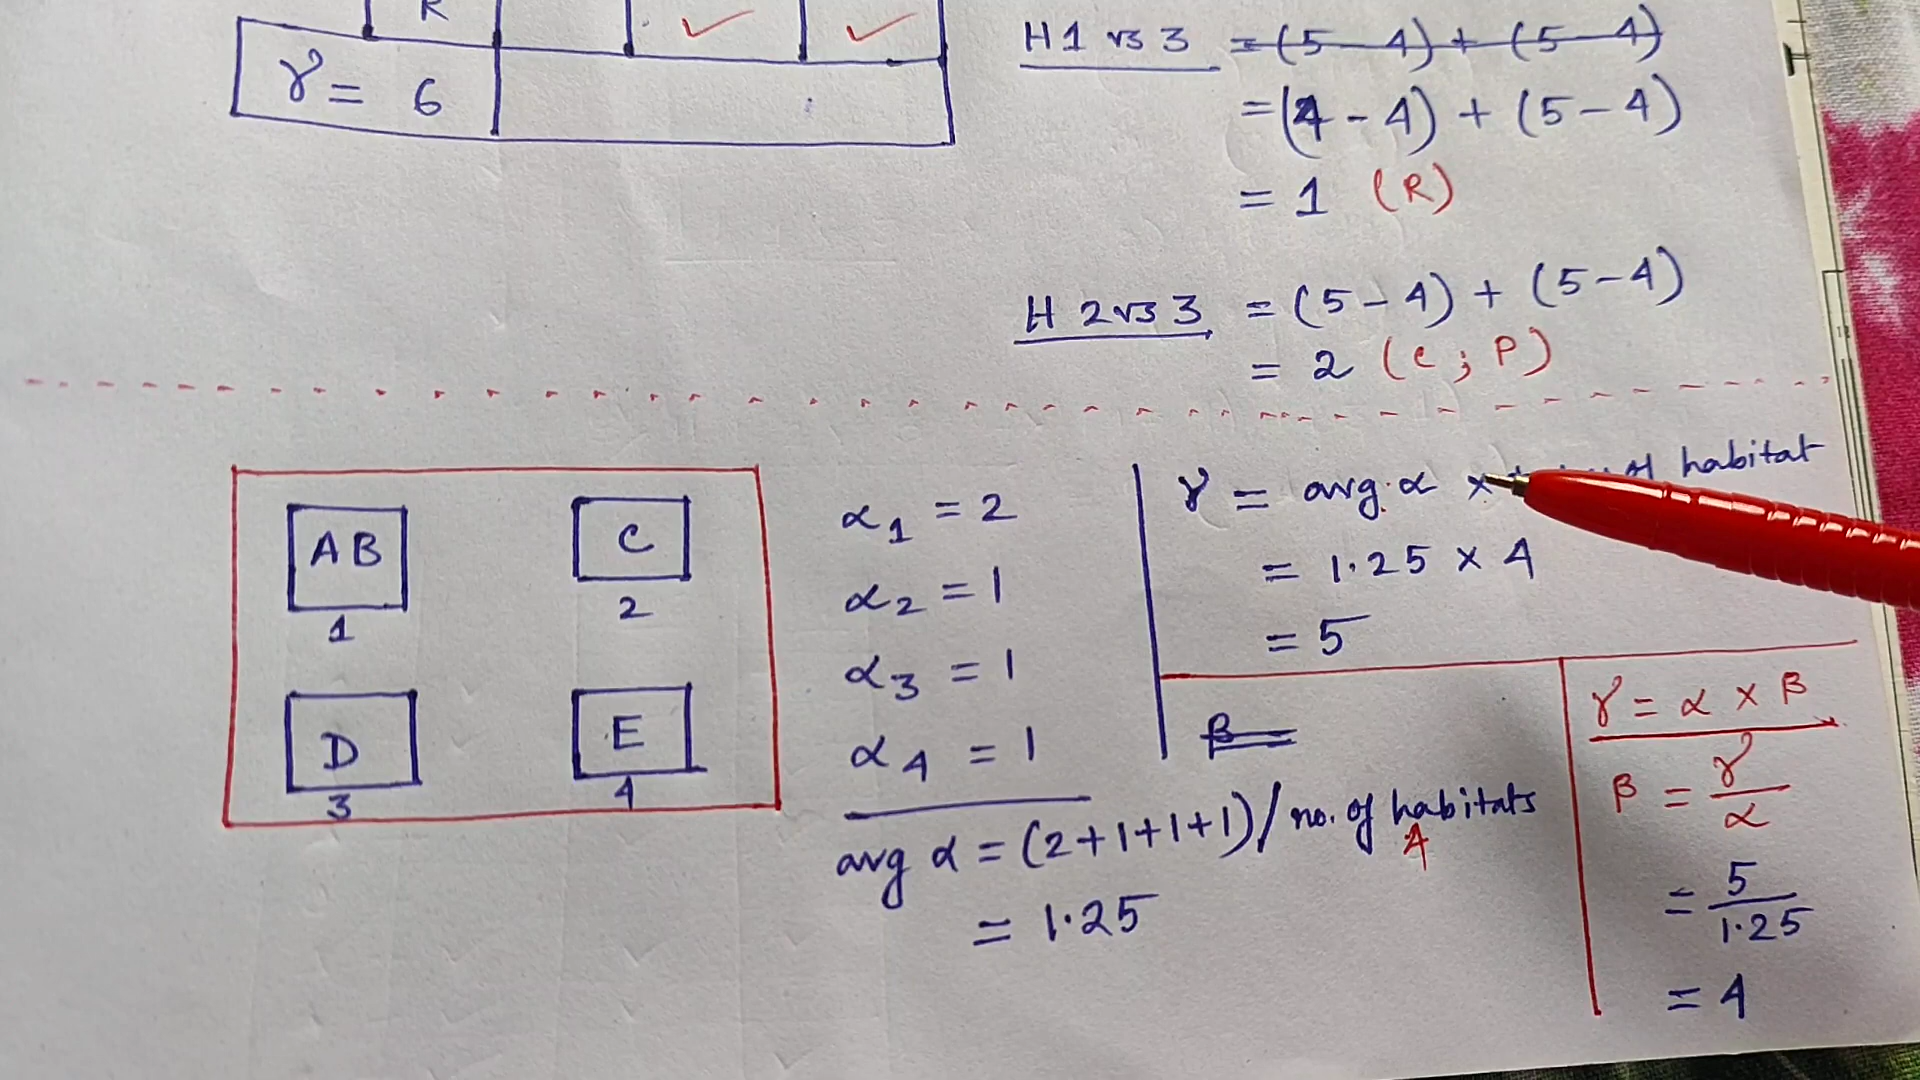 R
γ = 6
H1 vs 3 = (5-4) + (5-4)
= (4-4) + (5-4)
= 1 (R)
H 2 vs 3 = (5-4) + (5-4)
= 2 (C ; P)
AB
1
C
2
D
3
E
4
α1 = 2
α2 = 1
α3 = 1
α4 = 1
avg α = (2+1+1+1)/no. of habitats
4
= 1.25
γ = avg. α × habitat
= 1.25 × 4
= 5
β =
γ = α × β
β = γ/α
= 5/1.25
= 4